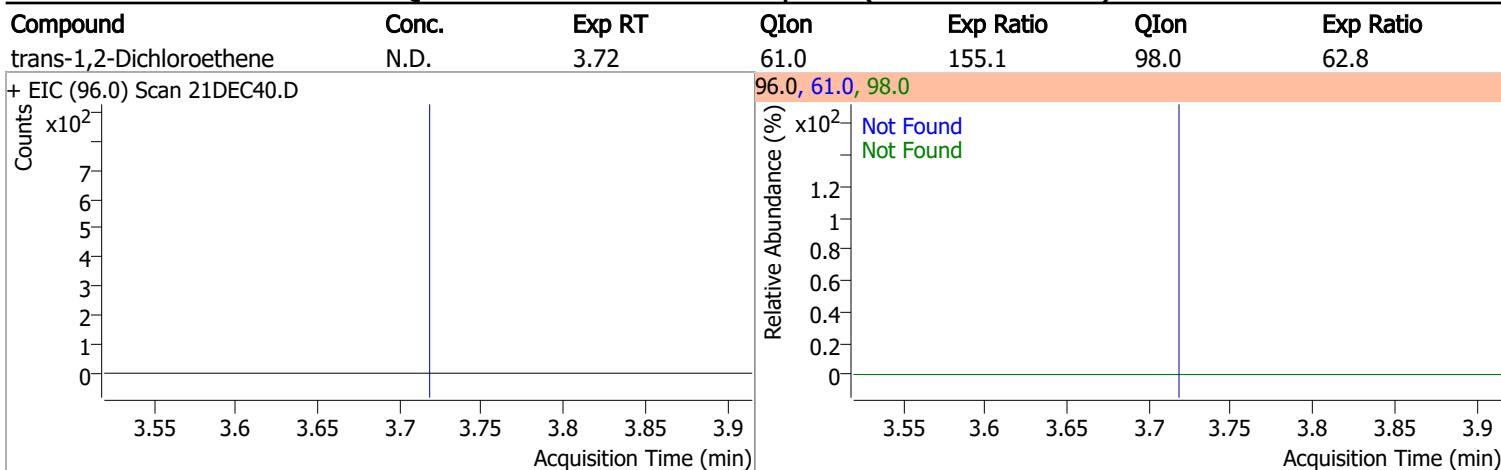 Compound Conc. Exp RT QIon Exp Ratio QIon Exp Ratio
trans-1,2-Dichloroethene N.D. 3.72 61.0 155.1 98.0 62.8
+ EIC (96.0) Scan 21DEC40.D
Counts
x10²
7
6
5
4
3
2
1
0
3.55 3.6 3.65 3.7 3.75 3.8 3.85 3.9
Acquisition Time (min)
96.0, 61.0, 98.0
Relative Abundance (%)
x10²
Not Found
Not Found
1.2
1
0.8
0.6
0.4
0.2
0
3.55 3.6 3.65 3.7 3.75 3.8 3.85 3.9
Acquisition Time (min)